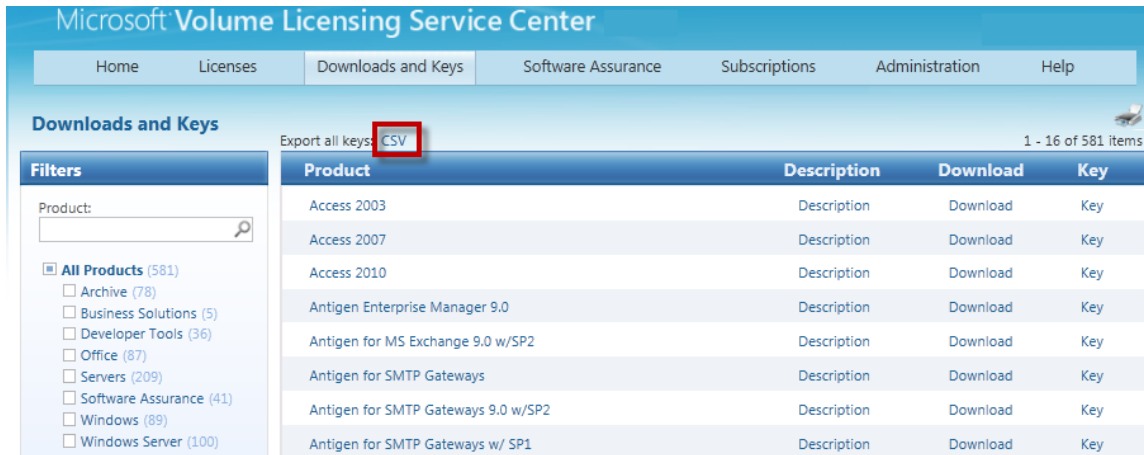 Microsoft Volume Licensing Service Center
Home Licenses Downloads and Keys Software Assurance Subscriptions Administration Help
Downloads and Keys
Export all keys: CSV
1 - 16 of 581 items
Filters
Product:
All Products (581)
Archive (78)
Business Solutions (5)
Developer Tools (36)
Office (87)
Servers (209)
Software Assurance (41)
Windows (89)
Windows Server (100)
Product Description Download Key
Access 2003 Description Download Key
Access 2007 Description Download Key
Access 2010 Description Download Key
Antigen Enterprise Manager 9.0 Description Download Key
Antigen for MS Exchange 9.0 w/SP2 Description Download Key
Antigen for SMTP Gateways Description Download Key
Antigen for SMTP Gateways 9.0 w/SP2 Description Download Key
Antigen for SMTP Gateways w/ SP1 Description Download Key